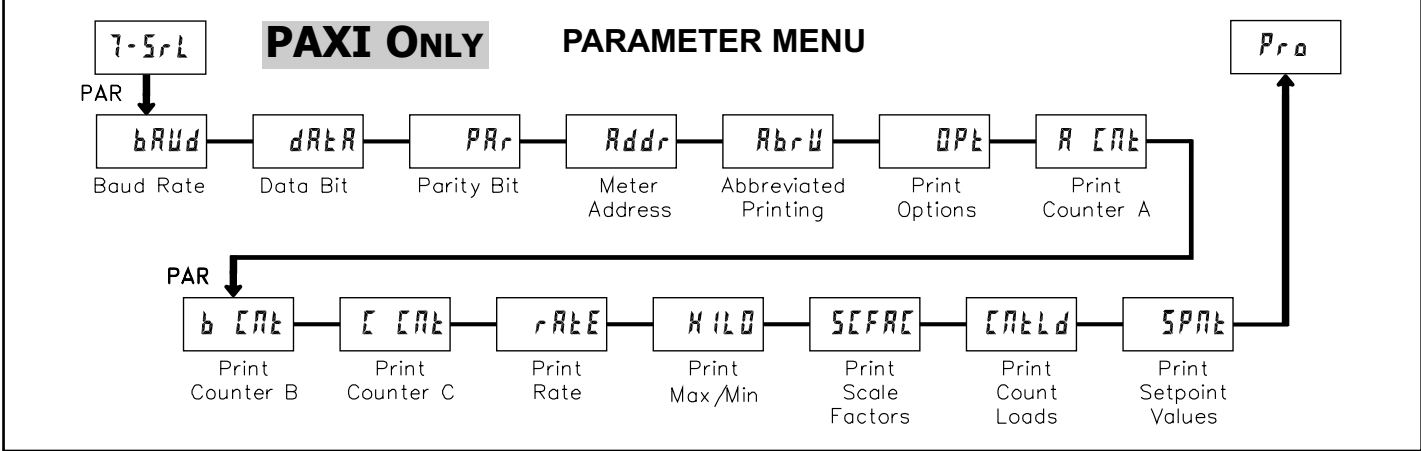 7-SrL
PAXI ONLY
PARAMETER MENU
Pro
PAR
bAUd
dAtA
PAr
Addr
AbrU
OPt
A CNt
Baud Rate
Data Bit
Parity Bit
Meter
Address
Abbreviated
Printing
Print
Options
Print
Counter A
PAR
b CNt
C CNt
rAtE
HILO
SCFAC
CNtLd
SPNt
Print
Counter B
Print
Counter C
Print
Rate
Print
Max/Min
Print
Scale
Factors
Print
Count
Loads
Print
Setpoint
Values